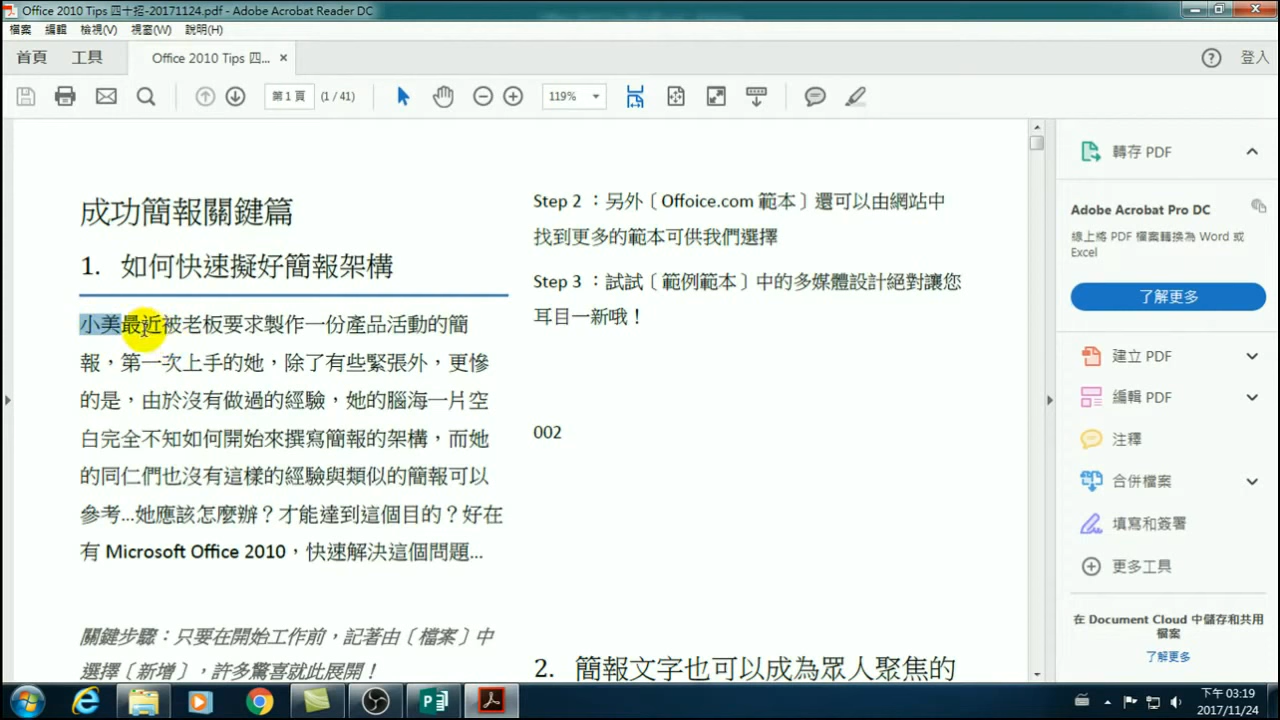 Office 2010 Tips 四十招-20171124.pdf - Adobe Acrobat Reader DC
檔案 編輯 檢視(V) 視窗(W) 說明(H)
首頁 工具 Office 2010 Tips 四... × 登入
第 1 頁 (1 / 41) 119%
成功簡報關鍵篇
1. 如何快速擬好簡報架構
小美最近被老板要求製作一份產品活動的簡
報，第一次上手的她，除了有些緊張外，更慘
的是，由於沒有做過的經驗，她的腦海一片空
白完全不知如何開始來撰寫簡報的架構，而她
的同仁們也沒有這樣的經驗與類似的簡報可以
參考...她應該怎麼辦？才能達到這個目的？好在
有 Microsoft Office 2010，快速解決這個問題...
關鍵步驟：只要在開始工作前，記著由〔檔案〕中
選擇〔新增〕，許多驚喜就此展開！
Step 2 ：另外〔Offoice.com 範本〕還可以由網站中
找到更多的範本可供我們選擇
Step 3 ：試試〔範例範本〕中的多媒體設計絕對讓您
耳目一新哦！
002
2. 簡報文字也可以成為眾人聚焦的
轉存 PDF
Adobe Acrobat Pro DC
線上將 PDF 檔案轉換為 Word 或
Excel
了解更多
建立 PDF
編輯 PDF
注釋
合併檔案
填寫和簽署
更多工具
在 Document Cloud 中儲存和共用
檔案
了解更多
下午 03:19
2017/11/24